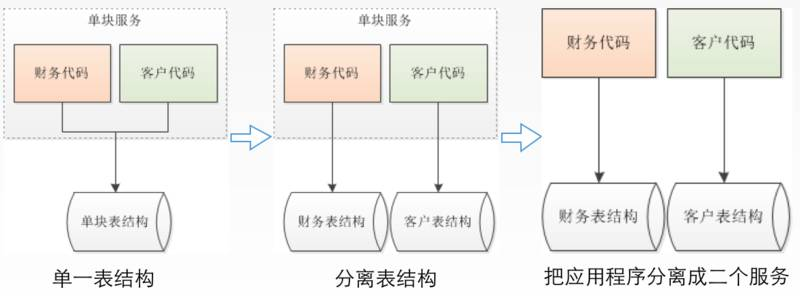 单块服务
财务代码
客户代码
单块表结构
单一表结构
单块服务
财务代码
客户代码
财务表结构
客户表结构
分离表结构
财务代码
客户代码
财务表结构
客户表结构
把应用程序分离成二个服务